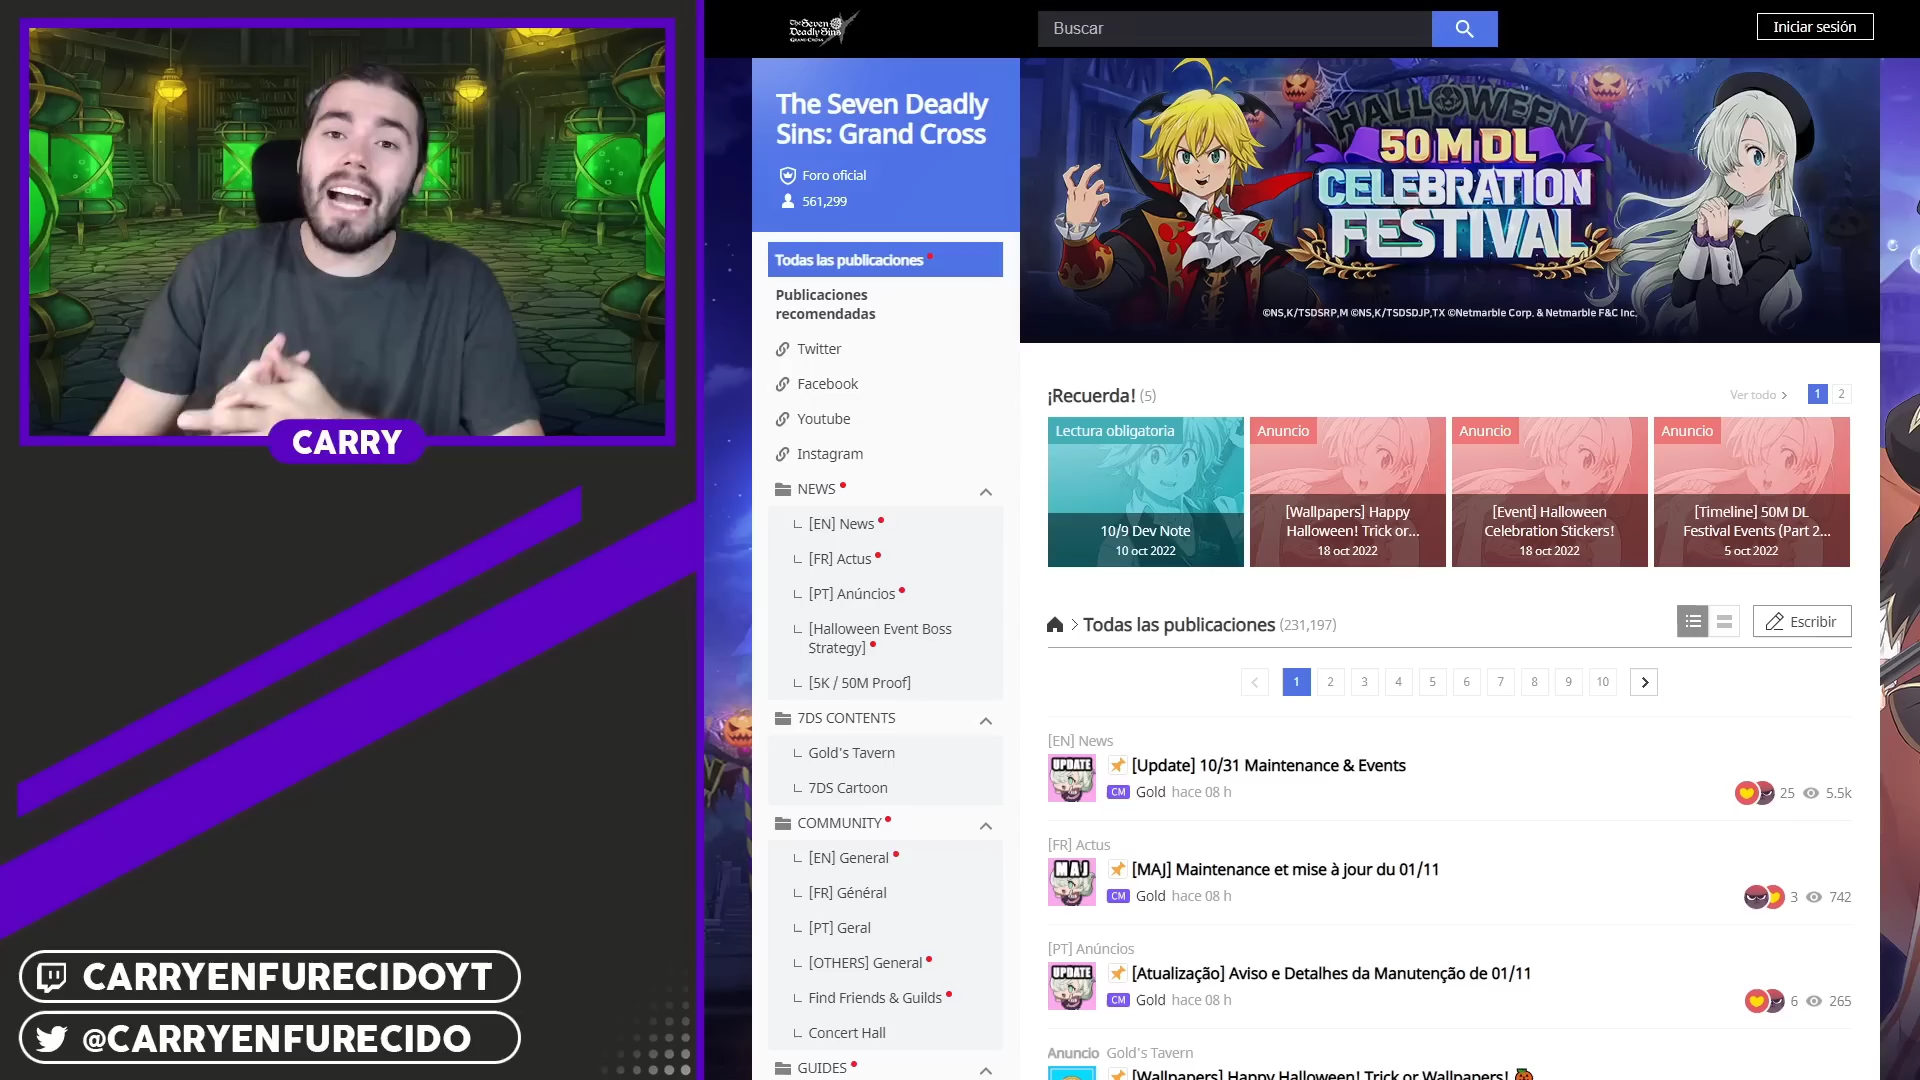 CARRY
CARRYENFURECIDOYT
@CARRYENFURECIDO
The Seven
Deadly Sins
GRAND CROSS
Buscar
Iniciar sesión
The Seven Deadly
Sins: Grand Cross
Foro oficial
561,299
Todas las publicaciones
Publicaciones
recomendadas
Twitter
Facebook
Youtube
Instagram
NEWS
[EN] News
[FR] Actus
[PT] Anúncios
[Halloween Event Boss
Strategy]
[5K / 50M Proof]
7DS CONTENTS
Gold's Tavern
7DS Cartoon
COMMUNITY
[EN] General
[FR] Général
[PT] Geral
[OTHERS] General
Find Friends & Guilds
Concert Hall
GUIDES
HALLOWEEN
50M DL
CELEBRATION
FESTIVAL
©NS,K/TSDSRP,M ©NS,K/TSDSDJP,TX ©Netmarble Corp. & Netmarble F&C Inc.
¡Recuerda! (5)
Ver todo > 1 2
Lectura obligatoria
10/9 Dev Note
10 oct 2022
Anuncio
[Wallpapers] Happy
Halloween! Trick or...
18 oct 2022
Anuncio
[Event] Halloween
Celebration Stickers!
18 oct 2022
Anuncio
[Timeline] 50M DL
Festival Events (Part 2...
5 oct 2022
> Todas las publicaciones (231,197)
Escribir
< 1 2 3 4 5 6 7 8 9 10 >
[EN] News
UPDATE
[Update] 10/31 Maintenance & Events
CM Gold hace 08 h
25 5.5k
[FR] Actus
MAJ
[MAJ] Maintenance et mise à jour du 01/11
CM Gold hace 08 h
3 742
[PT] Anúncios
UPDATE
[Atualização] Aviso e Detalhes da Manutenção de 01/11
CM Gold hace 08 h
6 265
Anuncio Gold's Tavern
[Wallpapers] Happy Halloween! Trick or Wallpapers!